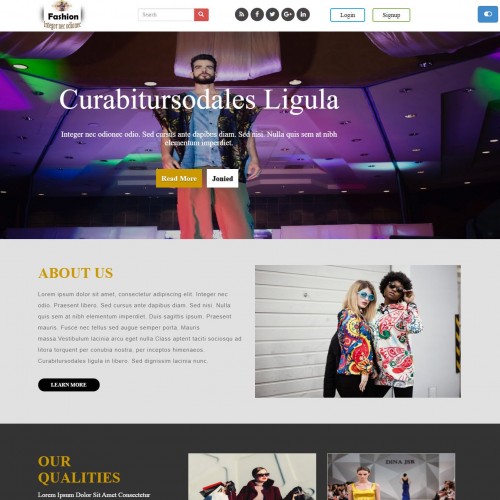 Fashion
Integer nec odionec
Search
Login
Signup
Curabitursodales Ligula
Integer nec odionec odio. Sed cursus ante dapibus diam. Sed nisi. Nulla quis sem at nibh
elementum imperdiet.
Read More
Jonied
ABOUT US
Lorem ipsum dolor sit amet, consectetur adipiscing elit. Integer nec
odio. Praesent libero. Sed cursus ante dapibus diam. Sed nisi. Nulla
quis sem at nibh elementum imperdiet. Duis sagittis ipsum. Praesent
mauris. Fusce nec tellus sed augue semper porta. Mauris
massa.Vestibulum lacinia arcu eget nulla.Class aptent taciti sociosqu ad
litora torquent per conubia nostra, per inceptos himenaeos.
Curabitursodales ligula in libero. Sed dignissim lacinia nunc.
LEARN MORE
OUR
QUALITIES
Lorem Ipsum Dolor Sit Amet Consectetur